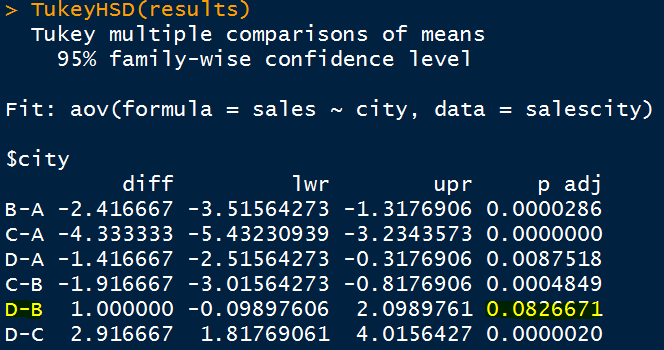 > TukeyHSD(results)
Tukey multiple comparisons of means
95% family-wise confidence level
Fit: aov(formula = sales ~ city, data = salescity)
$city
diff lwr upr p adj
B-A -2.416667 -3.51564273 -1.3176906 0.0000286
C-A -4.333333 -5.43230939 -3.2343573 0.0000000
D-A -1.416667 -2.51564273 -0.3176906 0.0087518
C-B -1.916667 -3.01564273 -0.8176906 0.0004849
D-B 1.000000 -0.09897606 2.0989761 0.0826671
D-C 2.916667 1.81769061 4.0156427 0.0000020